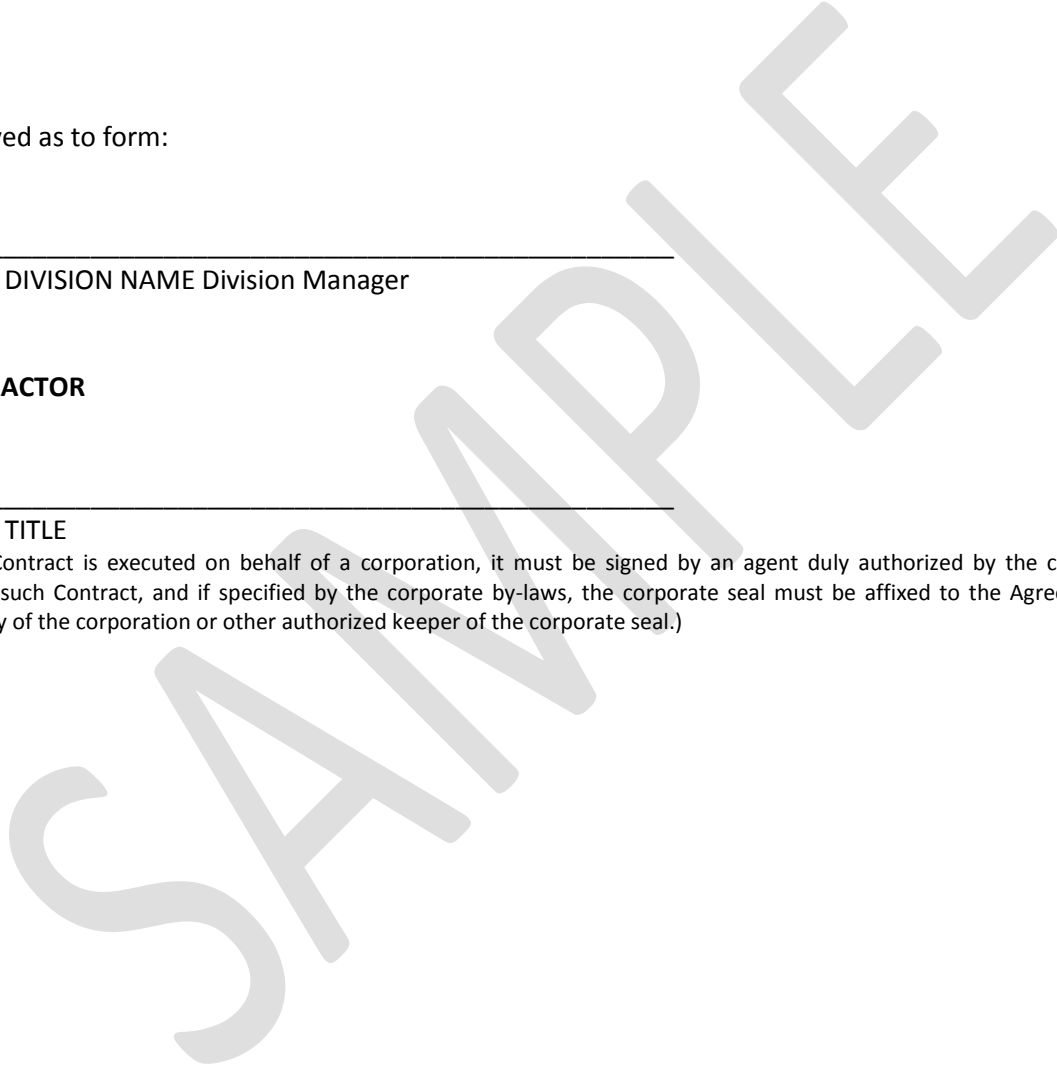 ved as to form:
DIVISION NAME Division Manager
ACTOR
TITLE
Contract is executed on behalf of a corporation, it must be signed by an agent duly authorized by the c
such Contract, and if specified by the corporate by-laws, the corporate seal must be affixed to the Agre
y of the corporation or other authorized keeper of the corporate seal.)
SAMPLE